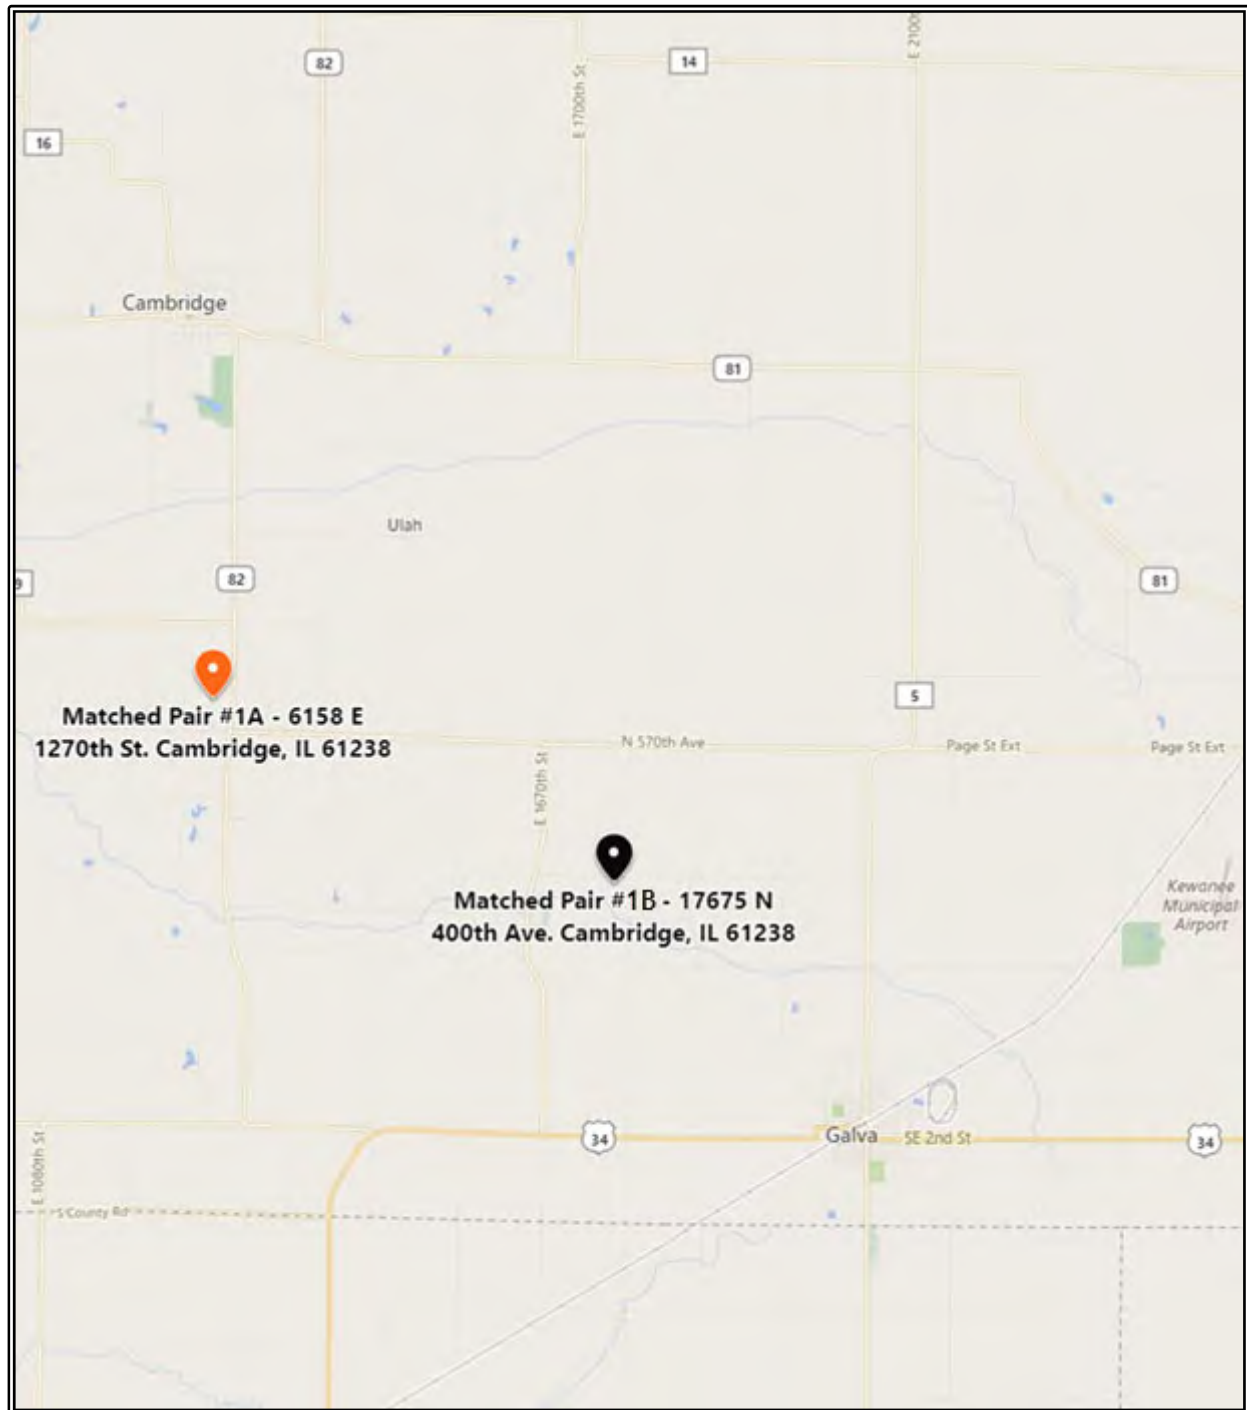 82
14
E 2100
E 1700th St
16
Cambridge
81
Ulah
9
82
81
Matched Pair #1A - 6158 E
1270th St. Cambridge, IL 61238
5
N 570th Ave
Page St Ext
Page St Ext
E 1670th St
Matched Pair #1B - 17675 N
400th Ave. Cambridge, IL 61238
Kewanee
Municipal
Airport
34
Galva
SE 2nd St
34
E 1080th St
S County Rd